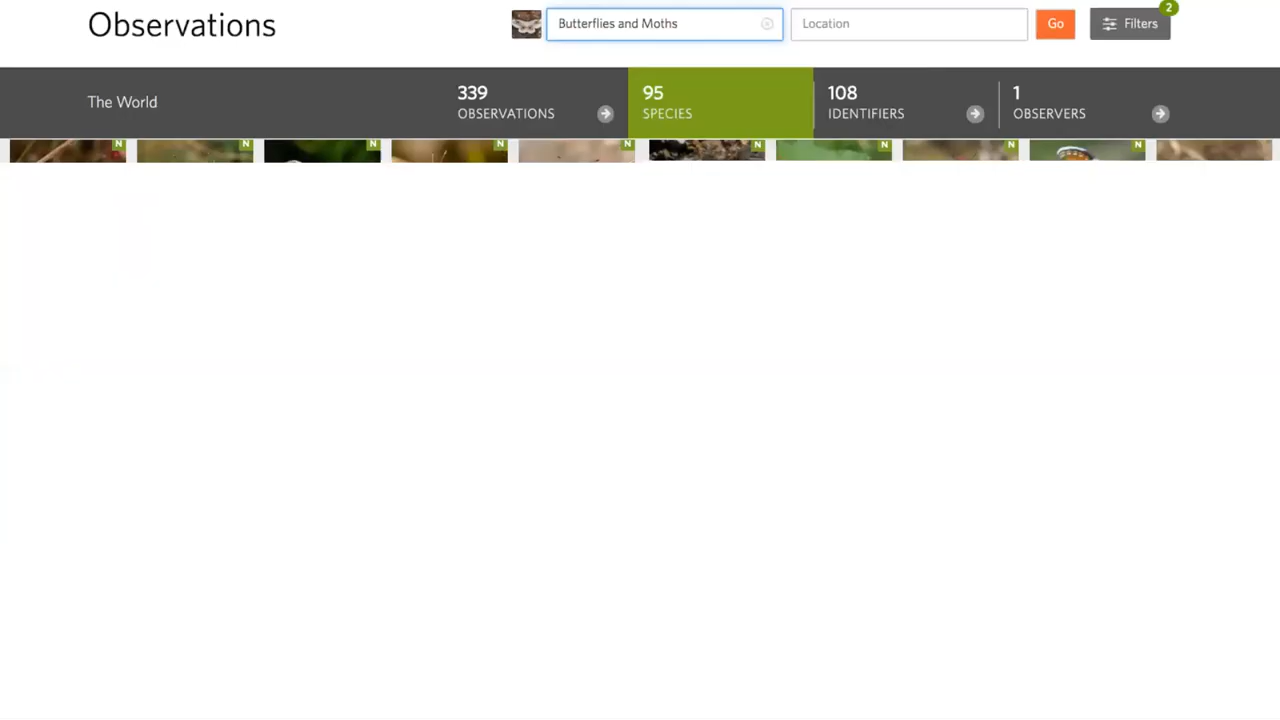 Observations
Butterflies and Moths
Location
Go
Filters
2
The World
339
OBSERVATIONS
95
SPECIES
108
IDENTIFIERS
1
OBSERVERS
N
N
N
N
N
N
N
N
N